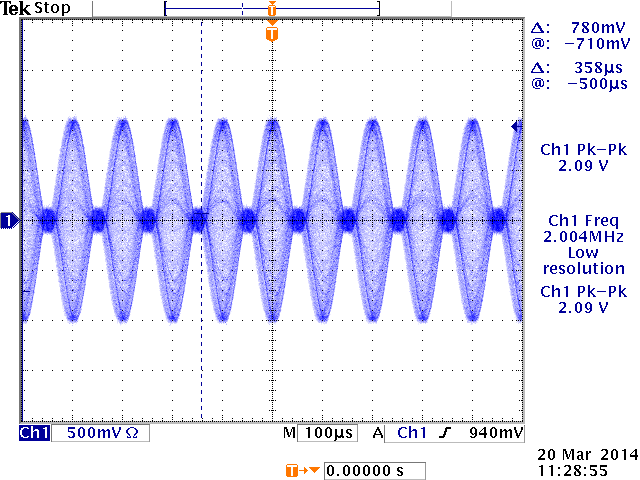 Tek Stop
T
T
Δ: 780mV
@: −710mV
Δ: 358µs
@: −500µs
Ch1 Pk−Pk
2.09 V
1
Ch1 Freq
2.004MHz
Low
resolution
Ch1 Pk−Pk
2.09 V
Ch1 500mV Ω M 100µs A Ch1 940mV
T 0.00000 s
20 Mar 2014
11:28:55